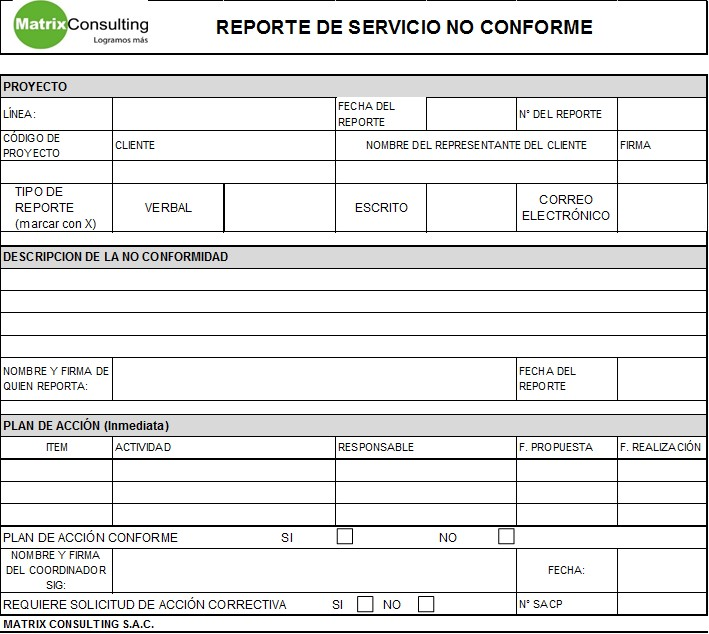 MatrixConsulting
Logramos más
REPORTE DE SERVICIO NO CONFORME
PROYECTO
LÍNEA:
FECHA DEL
REPORTE
N° DEL REPORTE
CÓDIGO DE
PROYECTO
CLIENTE
NOMBRE DEL REPRESENTANTE DEL CLIENTE
FIRMA
TIPO DE
REPORTE
(marcar con X)
VERBAL
ESCRITO
CORREO
ELECTRÓNICO
DESCRIPCION DE LA NO CONFORMIDAD
NOMBRE Y FIRMA DE
QUIEN REPORTA:
FECHA DEL
REPORTE
PLAN DE ACCIÓN (Inmediata)
ITEM
ACTIVIDAD
RESPONSABLE
F. PROPUESTA
F. REALIZACIÓN
PLAN DE ACCIÓN CONFORME
SI
NO
NOMBRE Y FIRMA
DEL COORDINADOR
SIG:
FECHA:
REQUIERE SOLICITUD DE ACCIÓN CORRECTIVA
SI
NO
N° SACP
MATRIX CONSULTING S.A.C.